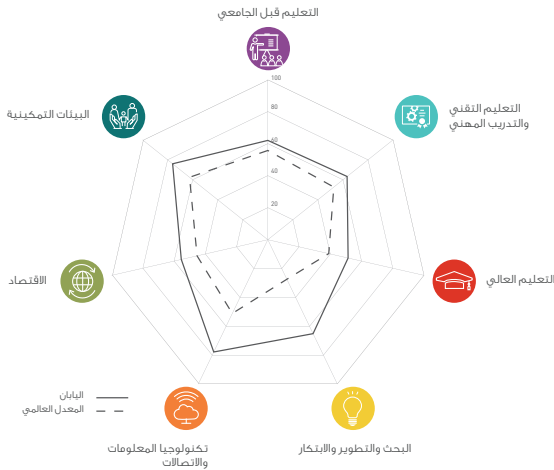 التعليم قبل الجامعي
100
80
60
40
20
التعليم التقني
والتدريب المهني
البيئات التمكينية
التعليم العالي
الاقتصاد
البحث والتطوير والابتكار
تكنولوجيا المعلومات
والاتصالات
اليابان
المعدل العالمي